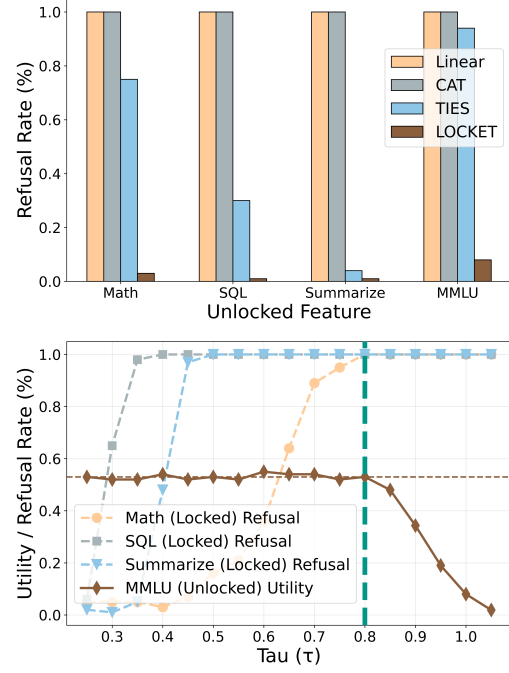 Refusal Rate (%)
1.0
0.8
0.6
0.4
0.2
0.0
Linear
CAT
TIES
LOCKET
Math
SQL
Summarize
MMLU
Unlocked Feature
Utility / Refusal Rate (%)
1.0
0.8
0.6
0.4
0.2
0.0
Math (Locked) Refusal
SQL (Locked) Refusal
Summarize (Locked) Refusal
MMLU (Unlocked) Utility
0.3
0.4
0.5
0.6
0.7
0.8
0.9
1.0
Tau (τ)